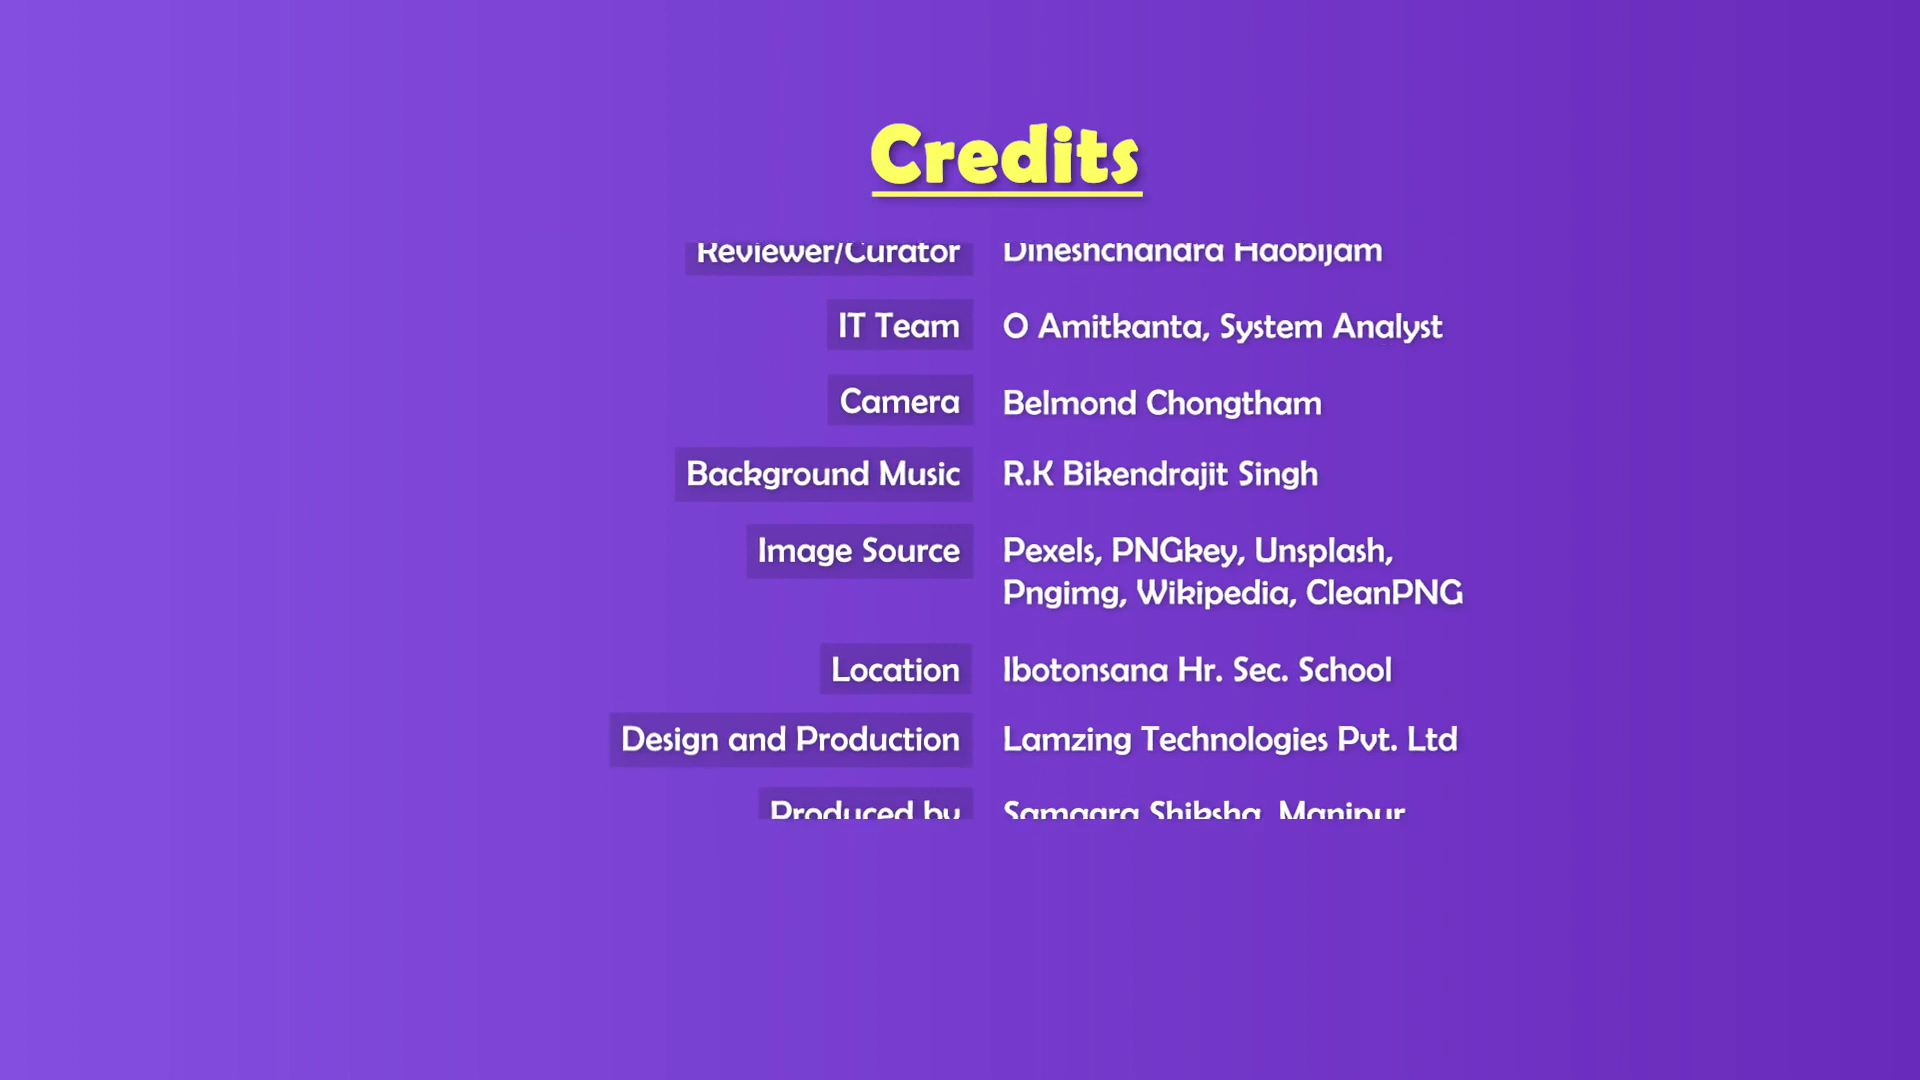 Credits
Reviewer/Curator Dineshchandra Haobijam
IT Team O Amitkanta, System Analyst
Camera Belmond Chongtham
Background Music R.K Bikendrajit Singh
Image Source Pexels, PNGkey, Unsplash,
Pngimg, Wikipedia, CleanPNG
Location Ibotonsana Hr. Sec. School
Design and Production Lamzing Technologies Pvt. Ltd
Produced by Samagra Shiksha, Manipur